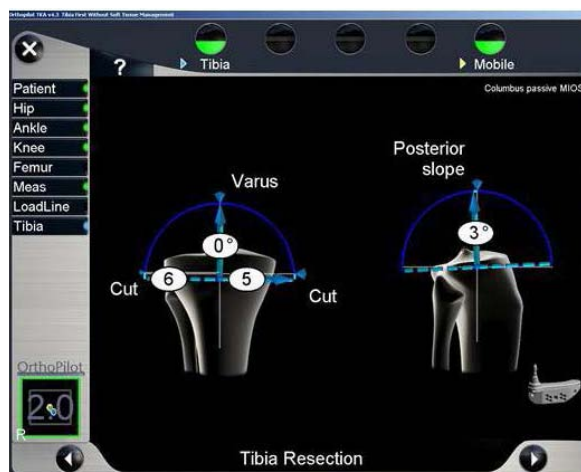 Orthopilot TKA v4.3 Tibia First Without Soft Tissue Management
Tibia
Mobile
?
Columbus passive MIOS
Patient
Hip
Ankle
Knee
Femur
Meas
LoadLine
Tibia
Varus
0°
Cut
6
5
Cut
Posterior
slope
3°
OrthoPilot
2.0
R
Tibia Resection